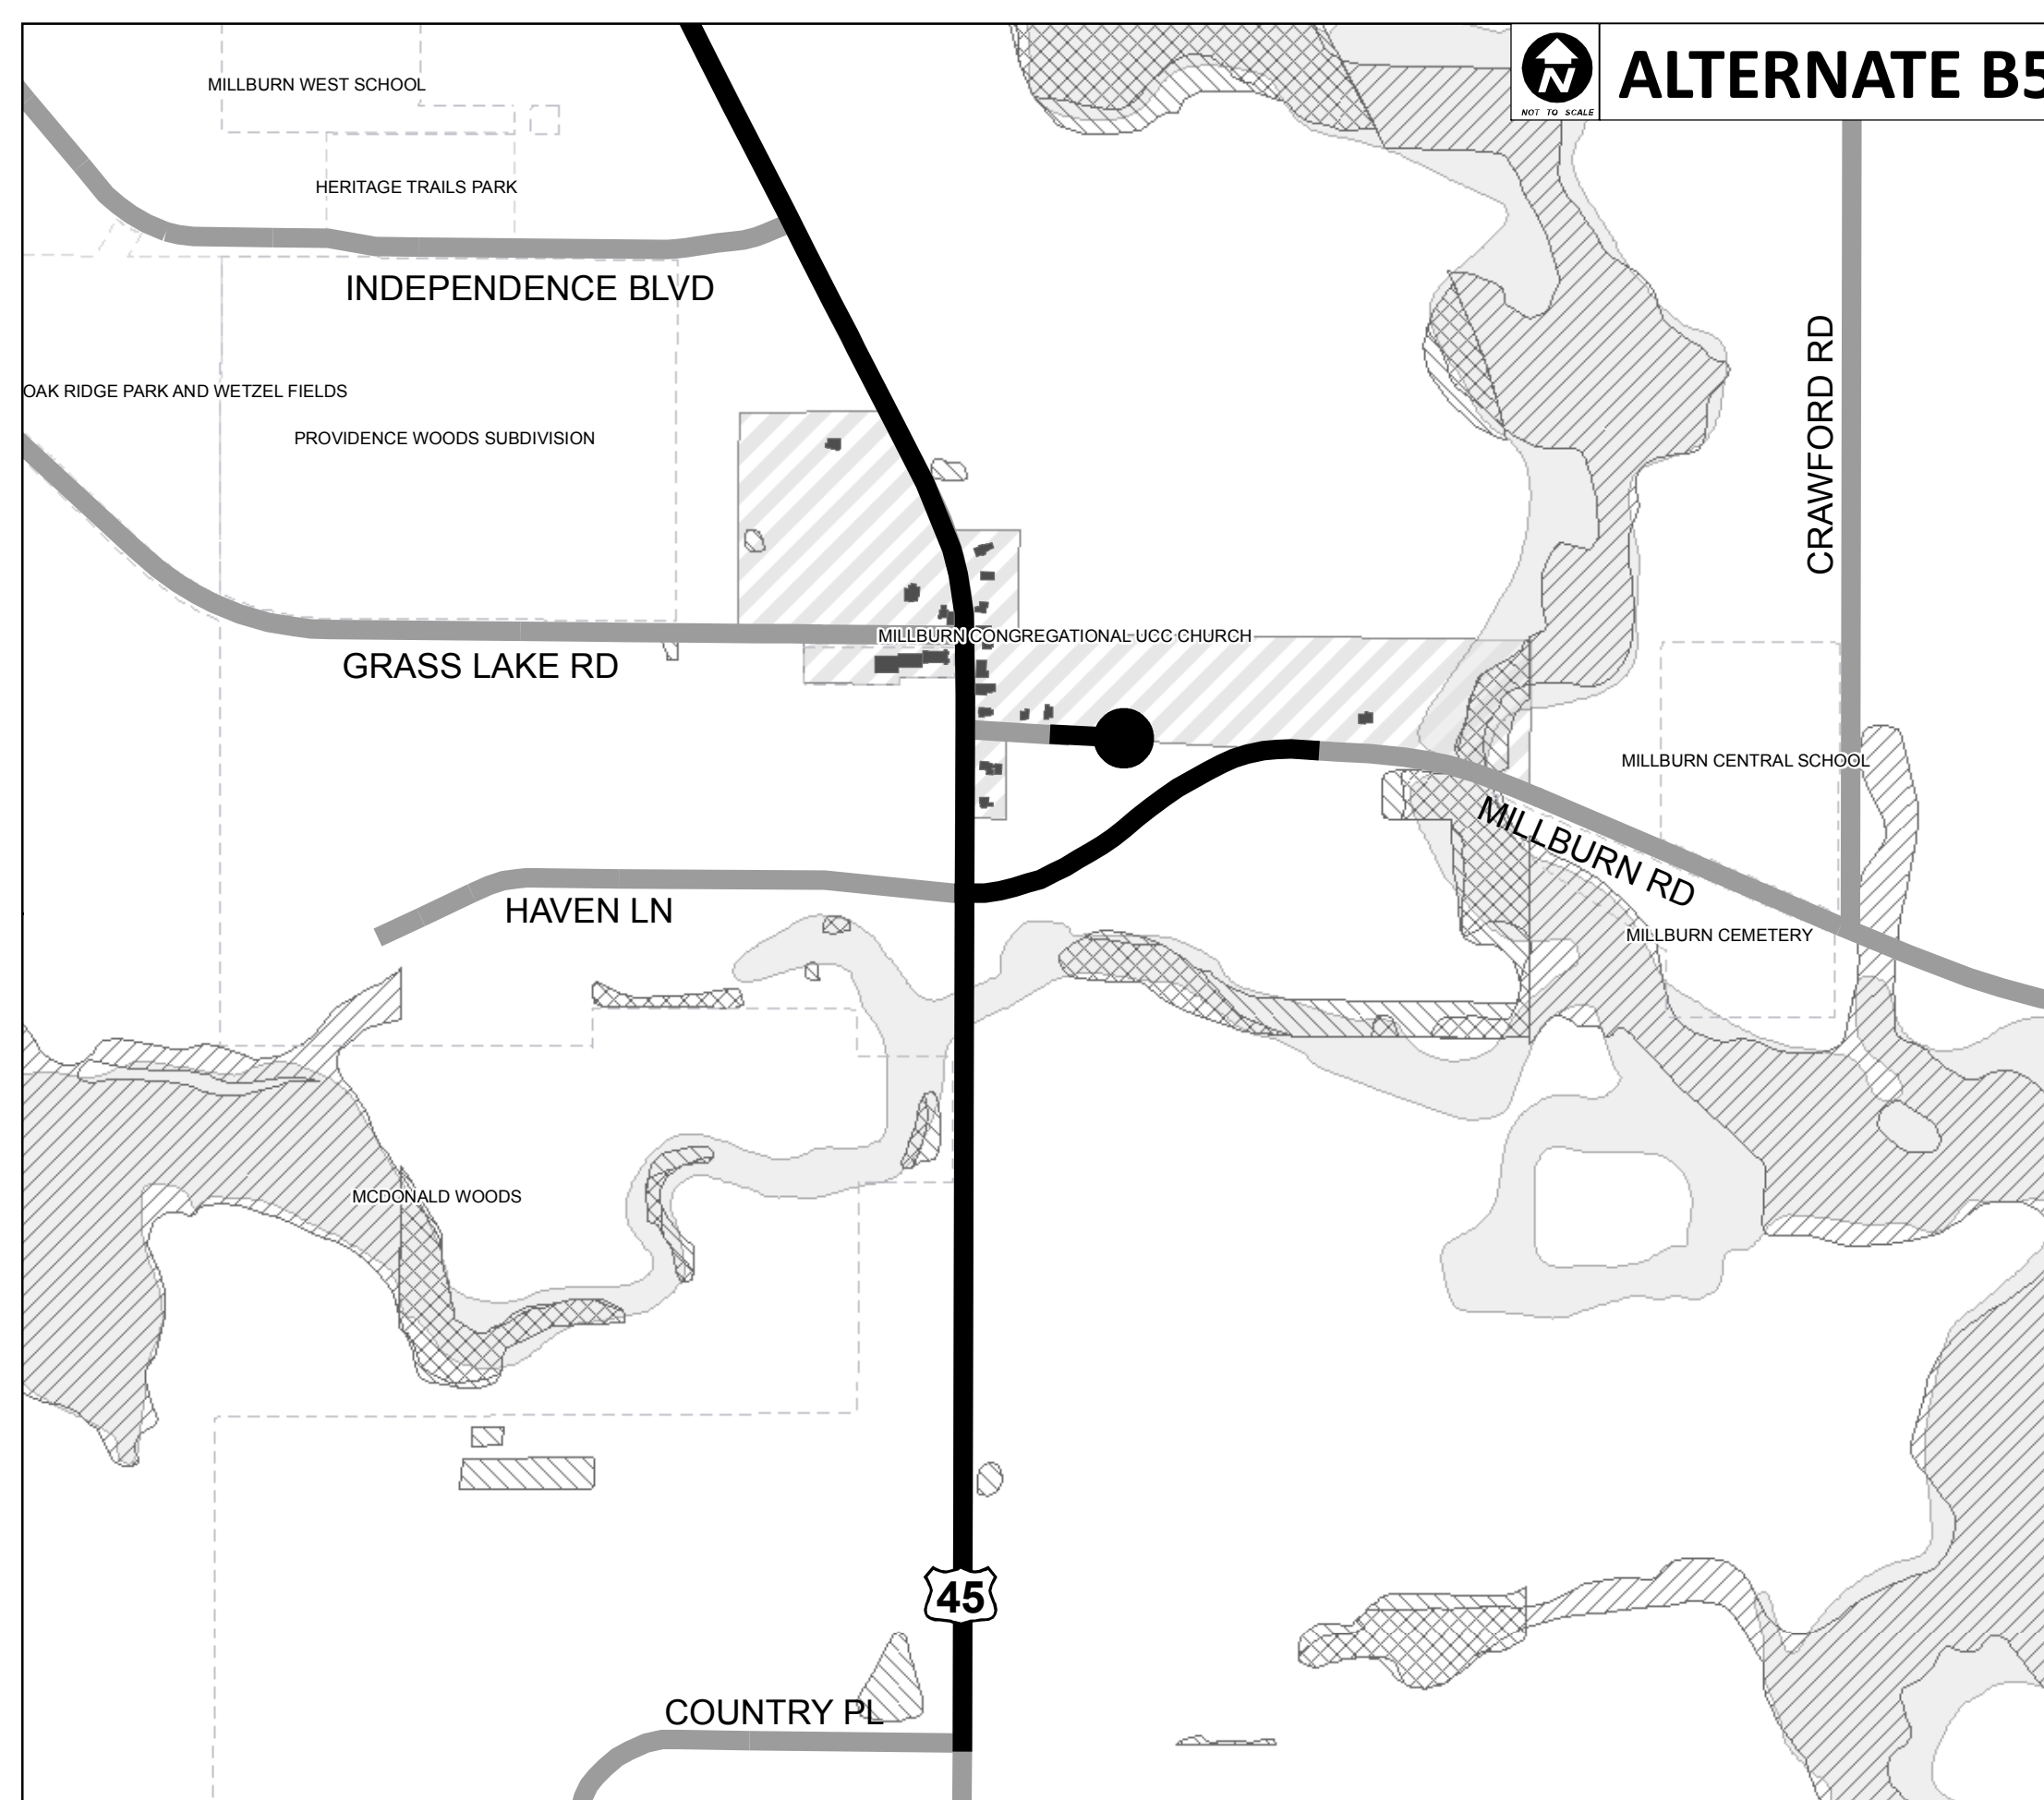 ALTERNATE B5
N
NOT TO SCALE
MILLBURN WEST SCHOOL
HERITAGE TRAILS PARK
INDEPENDENCE BLVD
CRAWFORD RD
OAK RIDGE PARK AND WETZEL FIELDS
PROVIDENCE WOODS SUBDIVISION
MILLBURN CONGREGATIONAL UCC CHURCH
GRASS LAKE RD
MILLBURN CENTRAL SCHOOL
MILLBURN RD
HAVEN LN
MILLBURN CEMETERY
MCDONALD WOODS
45
COUNTRY PL